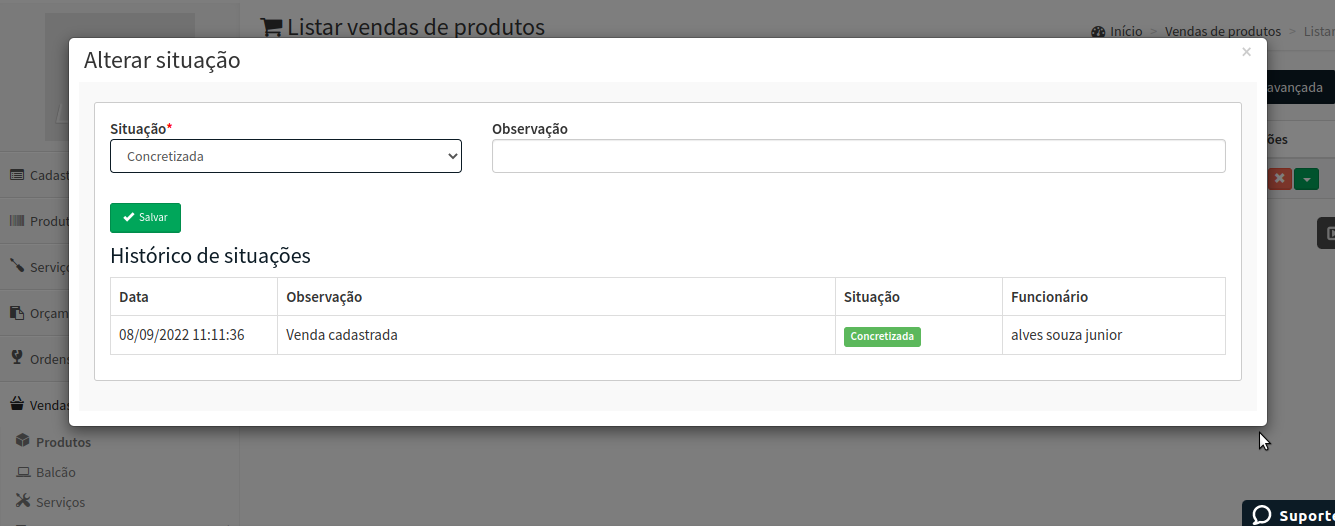 Listar vendas de produtos
Início > Vendas de produtos > Listar
Alterar situação ×
avançada
Situação* Observação
Concretizada
Salvar
Histórico de situações
Data Observação Situação Funcionário
08/09/2022 11:11:36 Venda cadastrada Concretizada alves souza junior
ões
Cadast
Produt
Serviço
Orçam
Ordens
Vendas
Produtos
Balcão
Serviços
Suporte